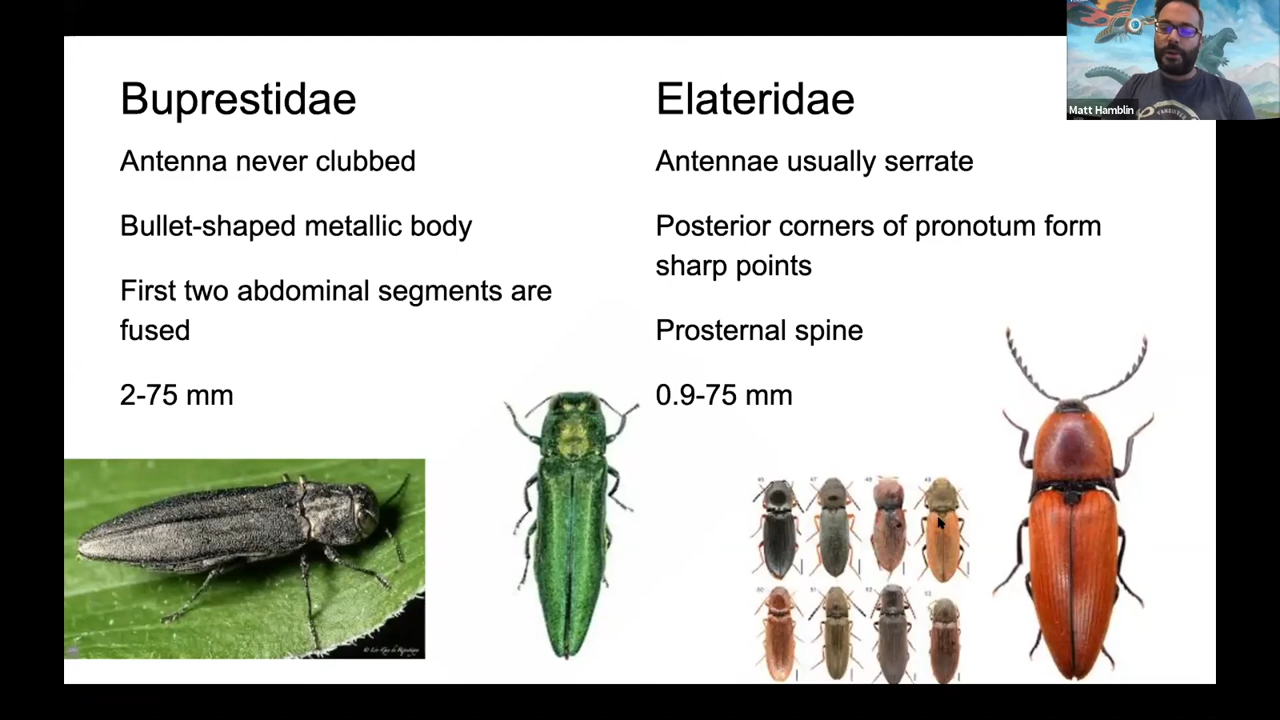 Buprestidae
Antenna never clubbed
Bullet-shaped metallic body
First two abdominal segments are
fused
2-75 mm
Elateridae
Antennae usually serrate
Posterior corners of pronotum form
sharp points
Prosternal spine
0.9-75 mm
Matt Hamblin